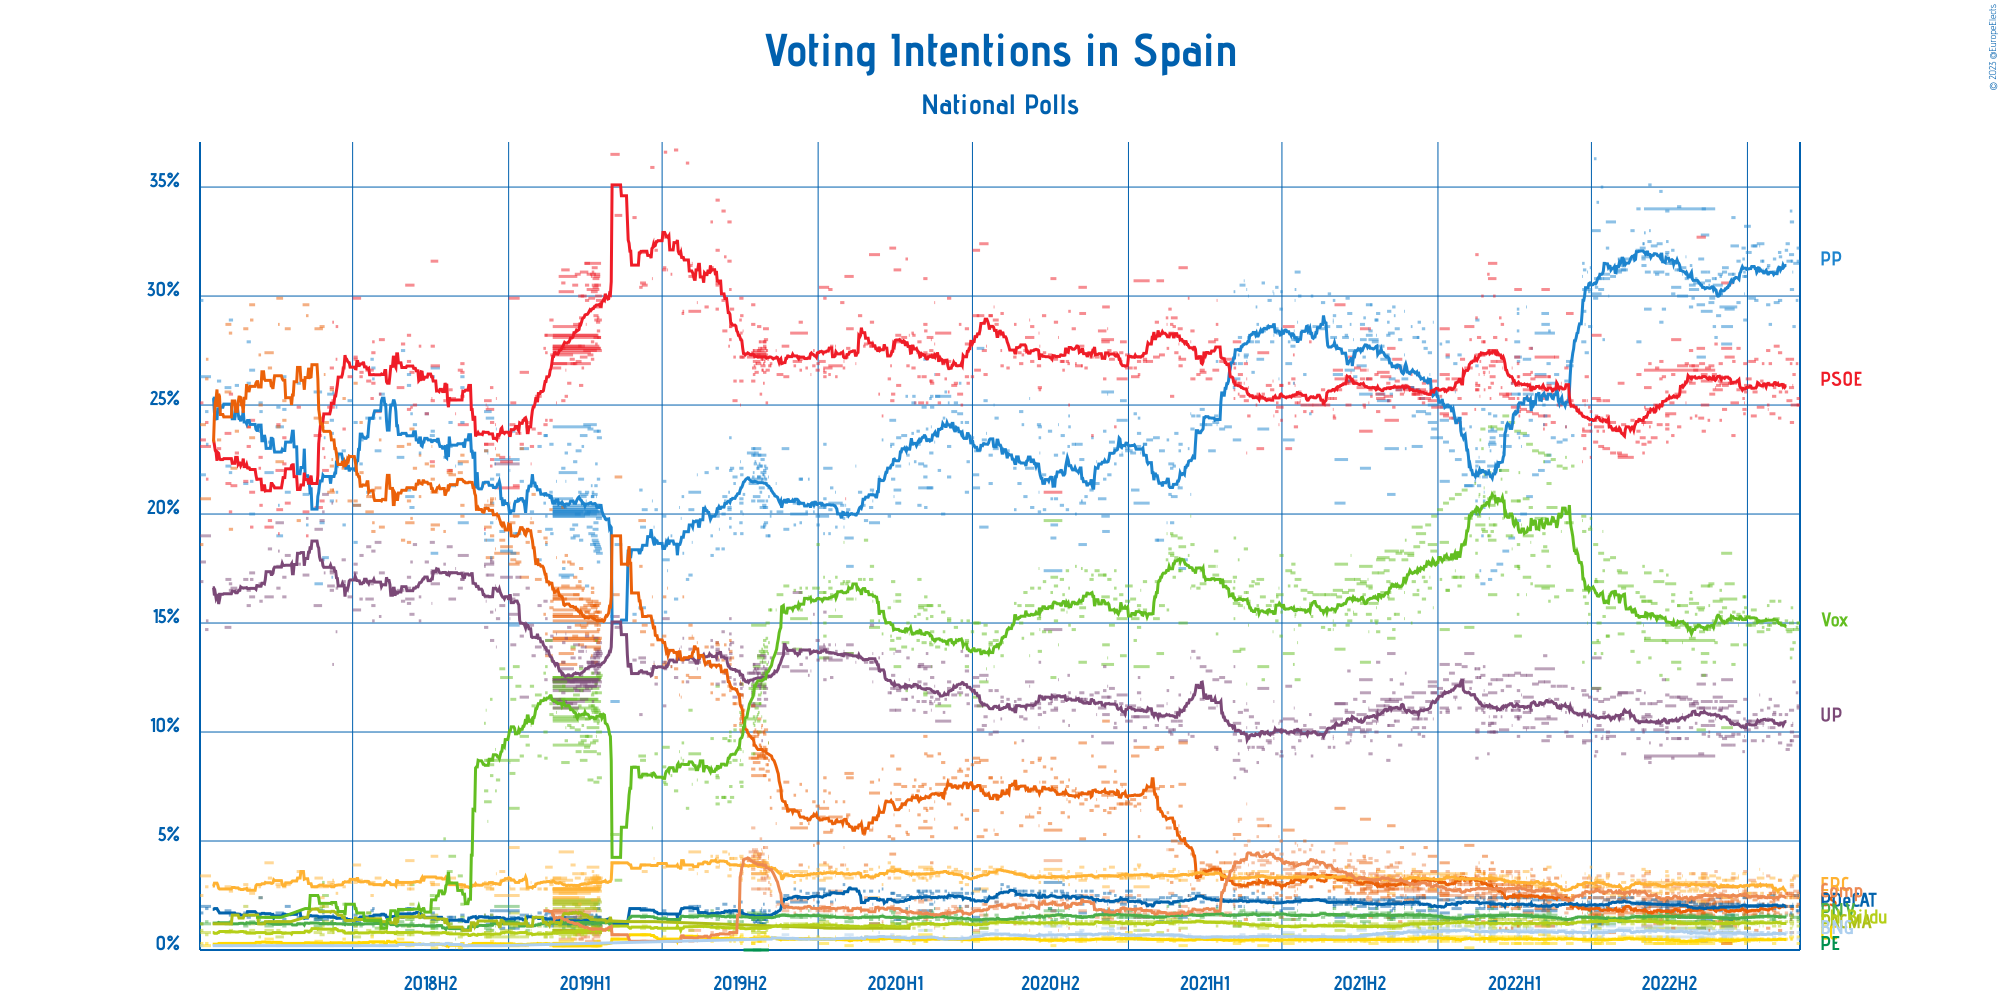 Voting Intentions in Spain
National Polls
© 2023 @EuropeElects
35%
30%
25%
20%
15%
10%
5%
0%
PP
PSOE
Vox
UP
ERC
PDeCAT
PE
2018H2
2019H1
2019H2
2020H1
2020H2
2021H1
2021H2
2022H1
2022H2